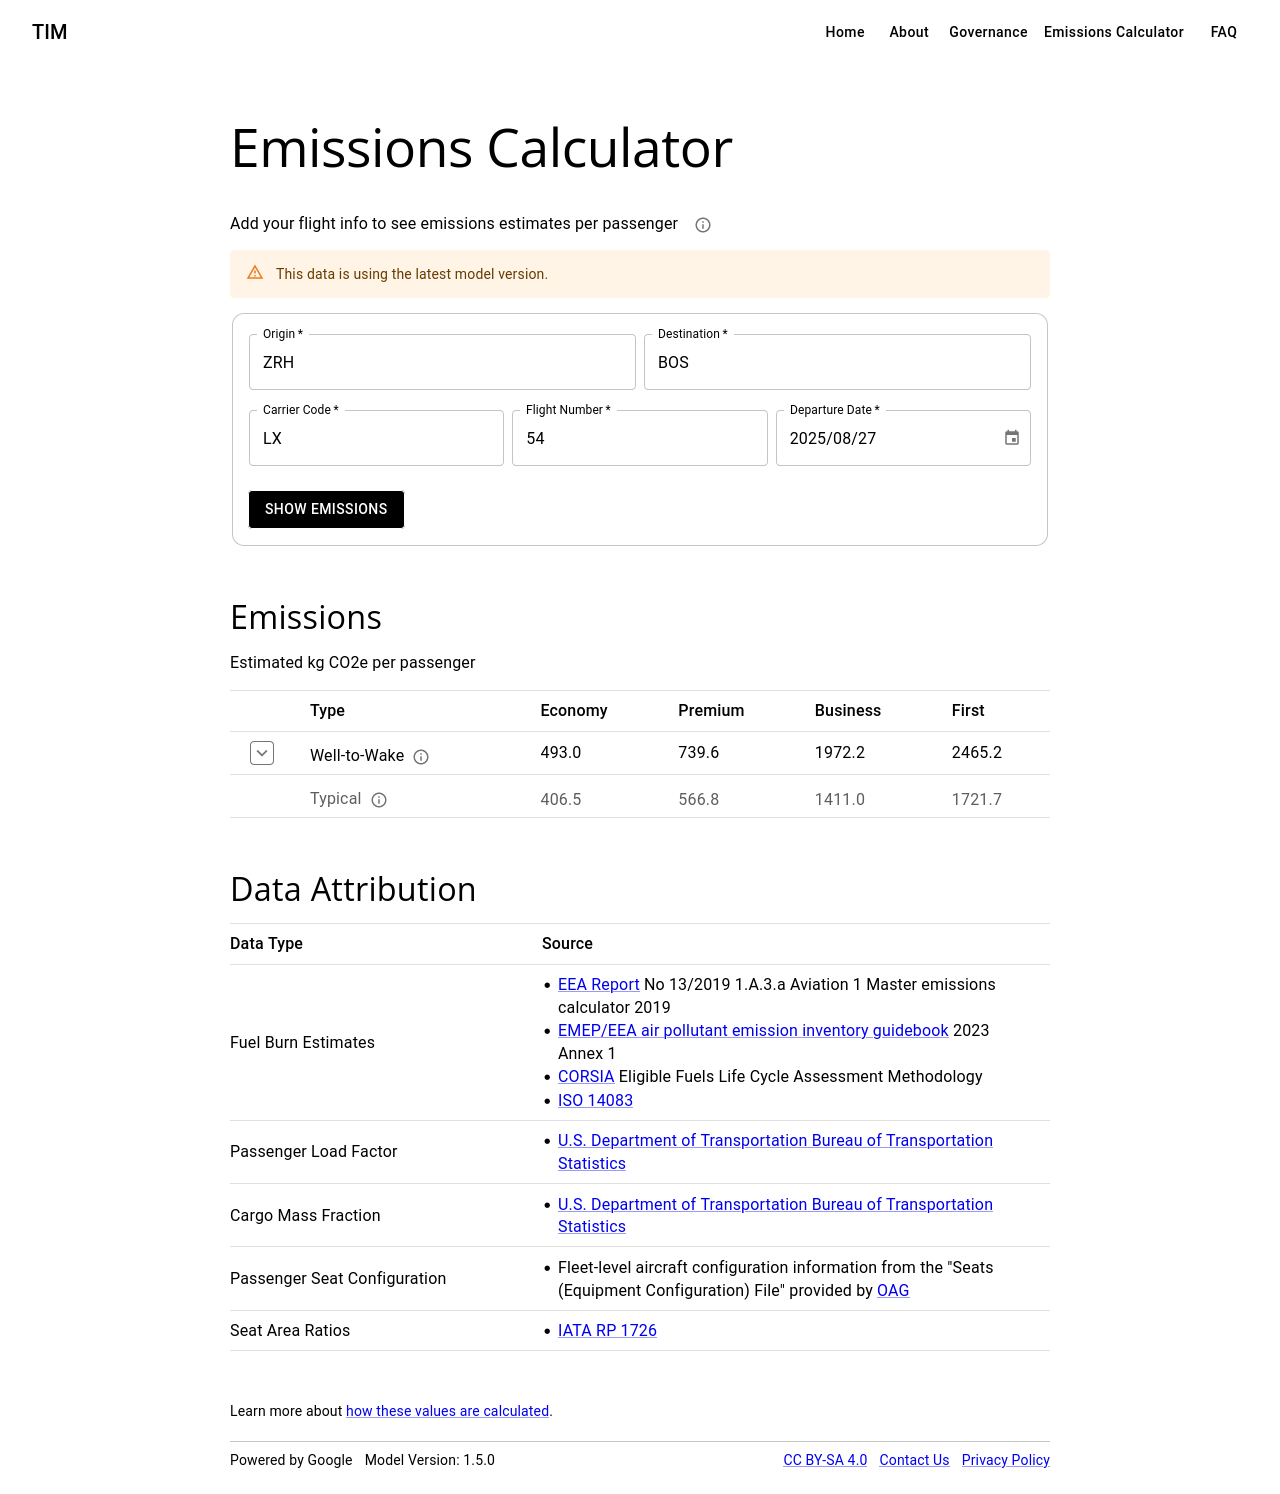 TIM
Home About Governance Emissions Calculator FAQ
Emissions Calculator
Add your flight info to see emissions estimates per passenger
This data is using the latest model version.
Origin * Destination *
ZRH BOS
Carrier Code * Flight Number * Departure Date *
LX 54 2025/08/27
SHOW EMISSIONS
Emissions
Estimated kg CO2e per passenger
Type Economy Premium Business First
Well-to-Wake 493.0 739.6 1972.2 2465.2
Typical 406.5 566.8 1411.0 1721.7
Data Attribution
Data Type Source
Fuel Burn Estimates
• EEA Report No 13/2019 1.A.3.a Aviation 1 Master emissions
calculator 2019
• EMEP/EEA air pollutant emission inventory guidebook 2023
Annex 1
• CORSIA Eligible Fuels Life Cycle Assessment Methodology
• ISO 14083
Passenger Load Factor
• U.S. Department of Transportation Bureau of Transportation
Statistics
Cargo Mass Fraction
• U.S. Department of Transportation Bureau of Transportation
Statistics
Passenger Seat Configuration
• Fleet-level aircraft configuration information from the "Seats
(Equipment Configuration) File" provided by OAG
Seat Area Ratios
• IATA RP 1726
Learn more about how these values are calculated.
Powered by Google Model Version: 1.5.0 CC BY-SA 4.0 Contact Us Privacy Policy